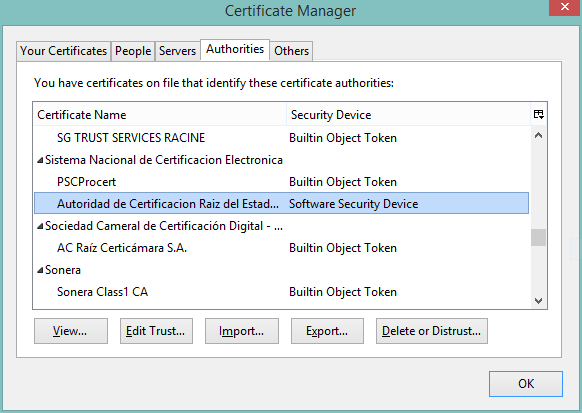 Certificate Manager
Your Certificates People Servers Authorities Others
You have certificates on file that identify these certificate authorities:
Certificate Name Security Device
SG TRUST SERVICES RACINE Builtin Object Token
Sistema Nacional de Certificacion Electronica
PSCProcert Builtin Object Token
Autoridad de Certificacion Raiz del Estad... Software Security Device
Sociedad Cameral de Certificación Digital - ...
AC Raíz Certicámara S.A. Builtin Object Token
Sonera
Sonera Class1 CA Builtin Object Token
View... Edit Trust... Import... Export... Delete or Distrust...
OK